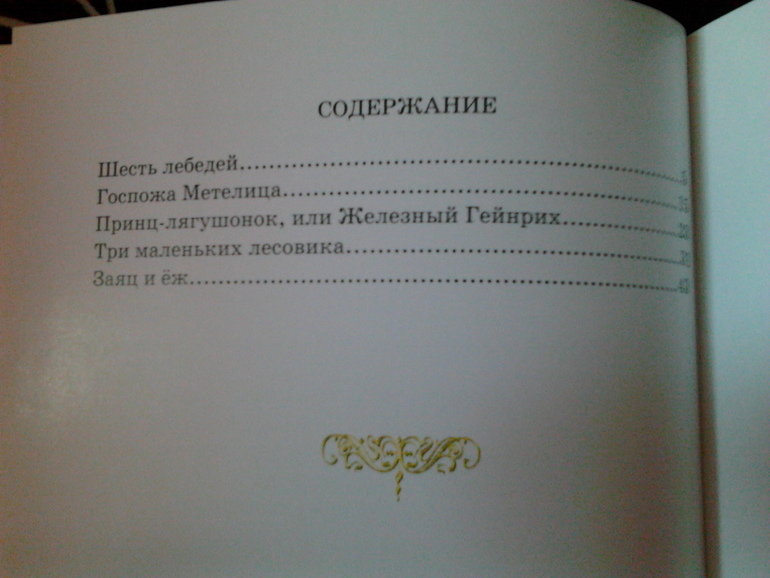 СОДЕРЖАНИЕ
Шесть лебедей
Госпожа Метелица
Принц-лягушонок, или Железный Гейнрих
Три маленьких лесовика
Заяц и ёж